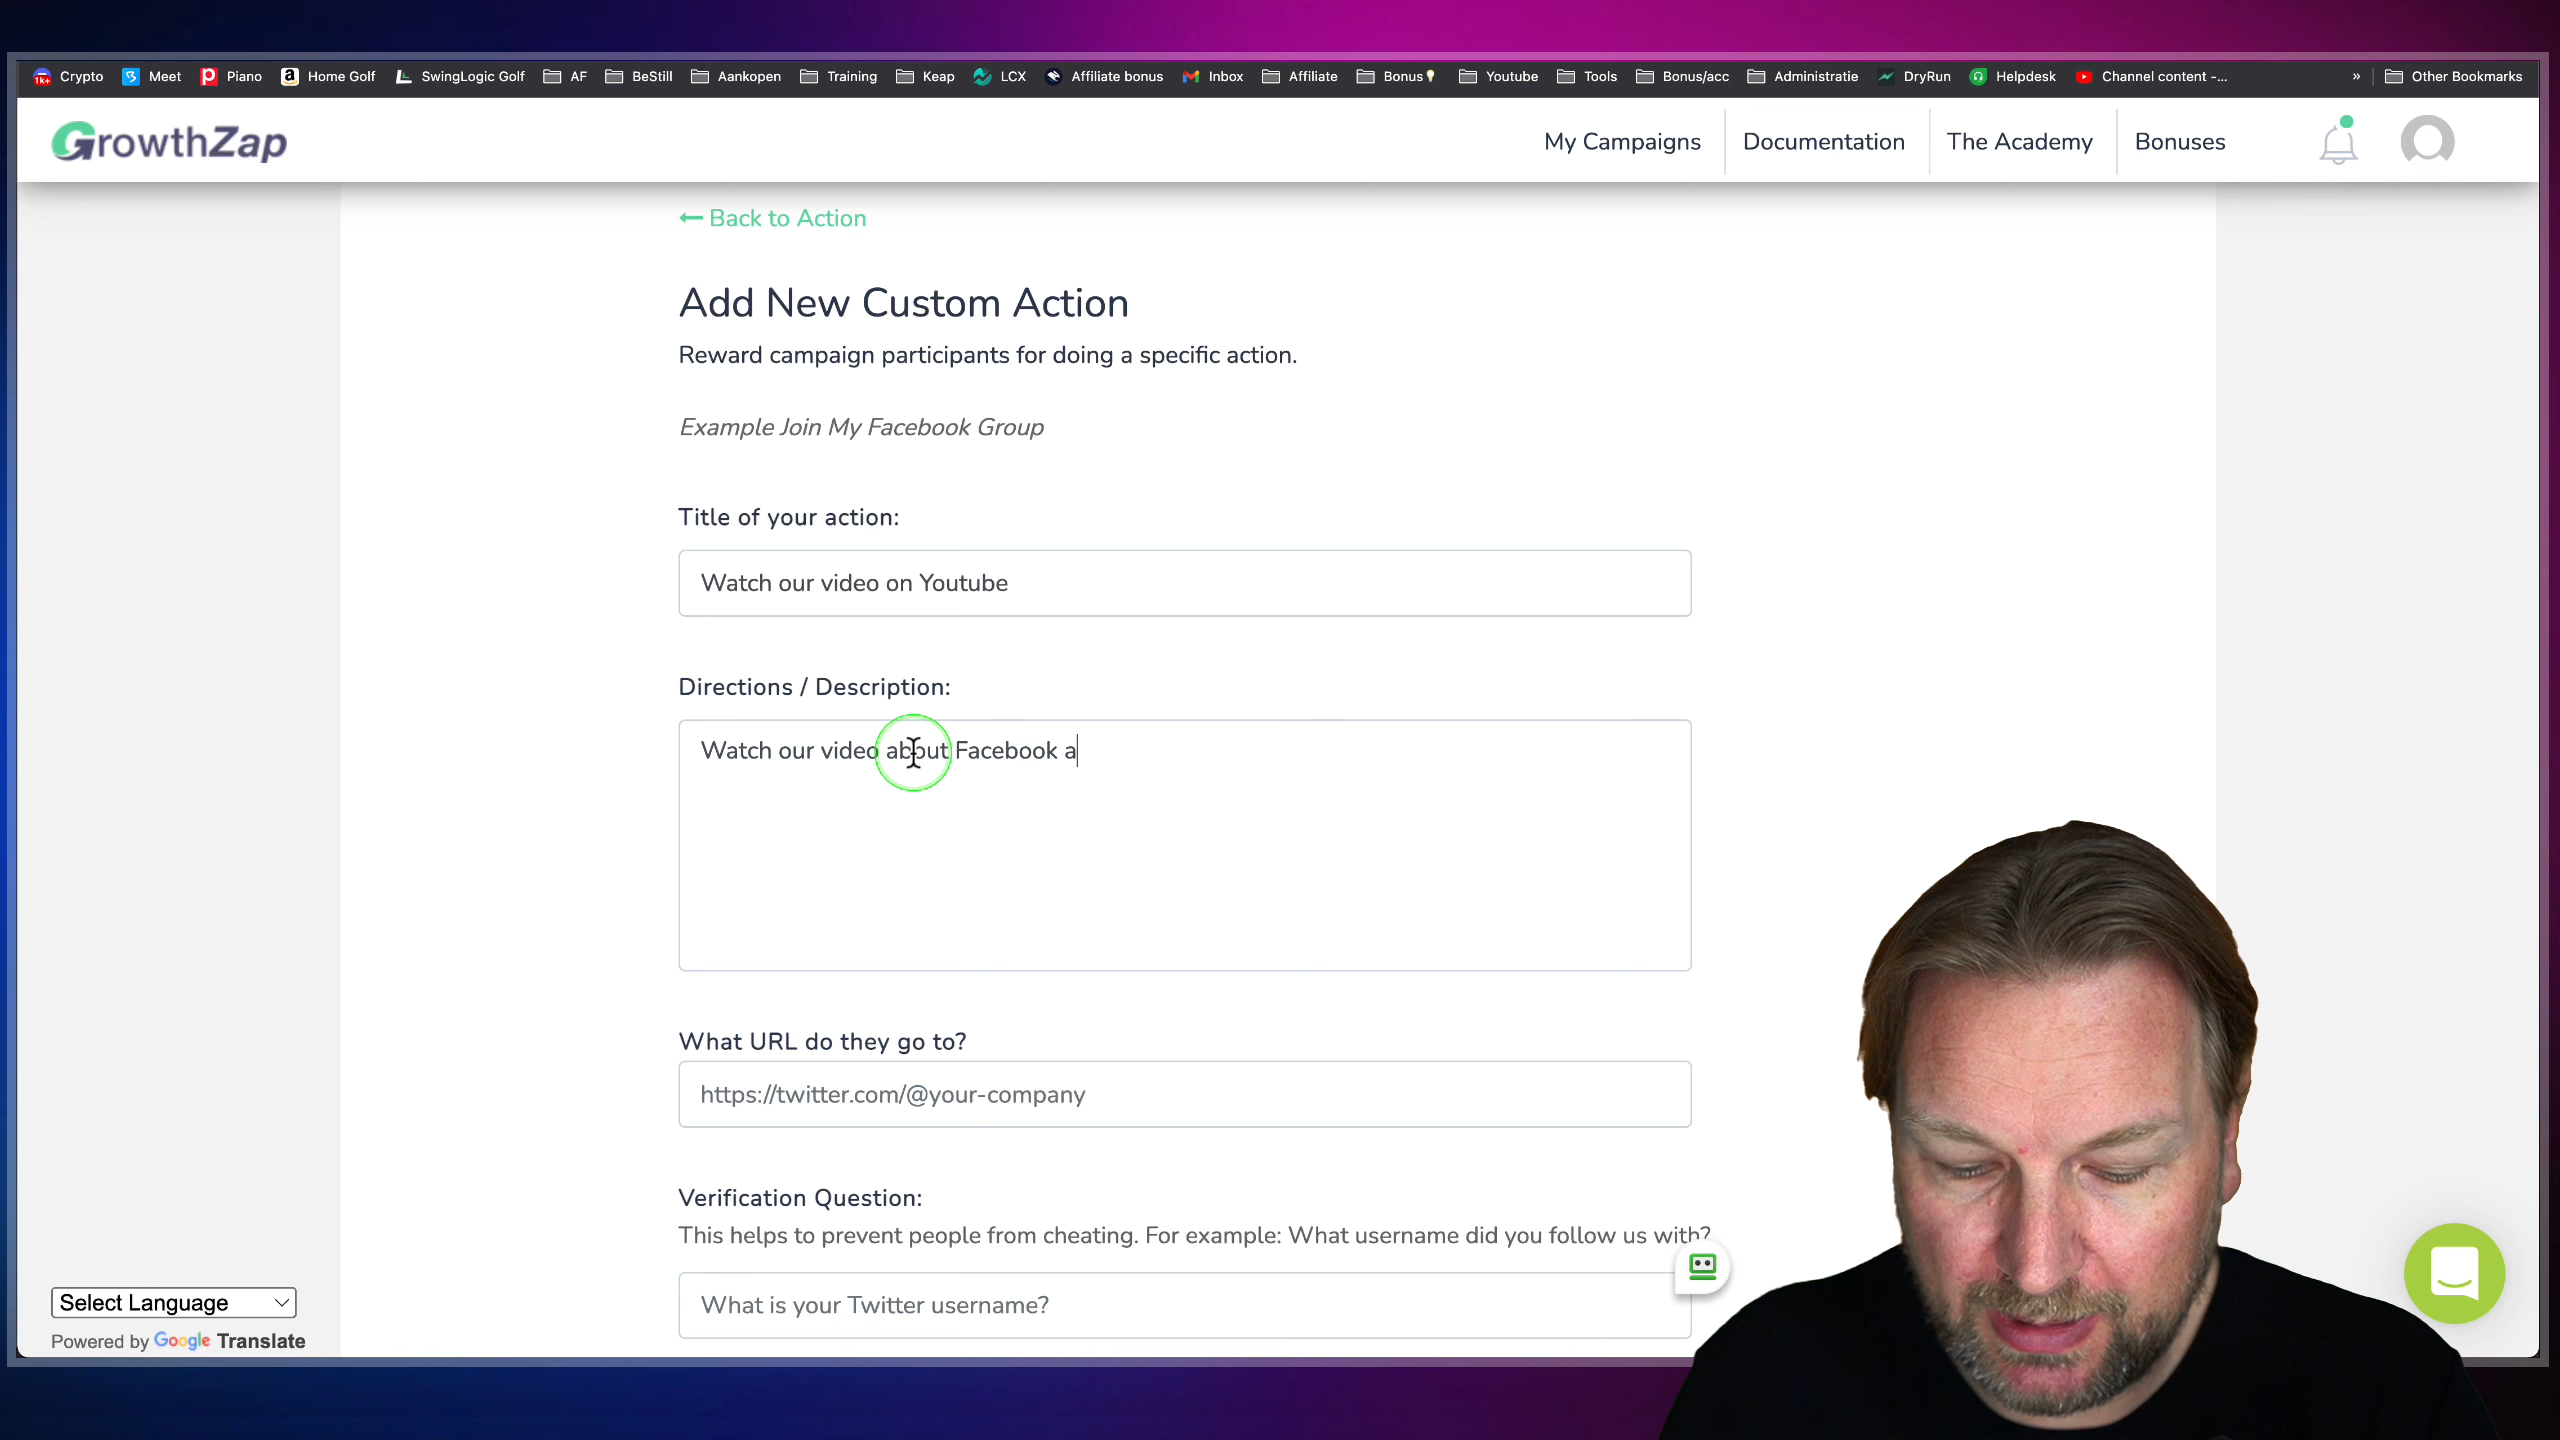 Crypto Meet Piano Home Golf SwingLogic Golf AF BeStill Aankopen Training Keap LCX Affiliate bonus Inbox Affiliate Bonus Youtube Tools Bonus/acc Administratie DryRun Helpdesk Channel content -... » Other Bookmarks
GrowthZap My Campaigns Documentation The Academy Bonuses
Back to Action
Add New Custom Action
Reward campaign participants for doing a specific action.
Example Join My Facebook Group
Title of your action:
Watch our video on Youtube
Directions / Description:
Watch our video about Facebook a
What URL do they go to?
https://twitter.com/@your-company
Verification Question:
This helps to prevent people from cheating. For example: What username did you follow us with?
What is your Twitter username?
Select Language
Powered by Google Translate